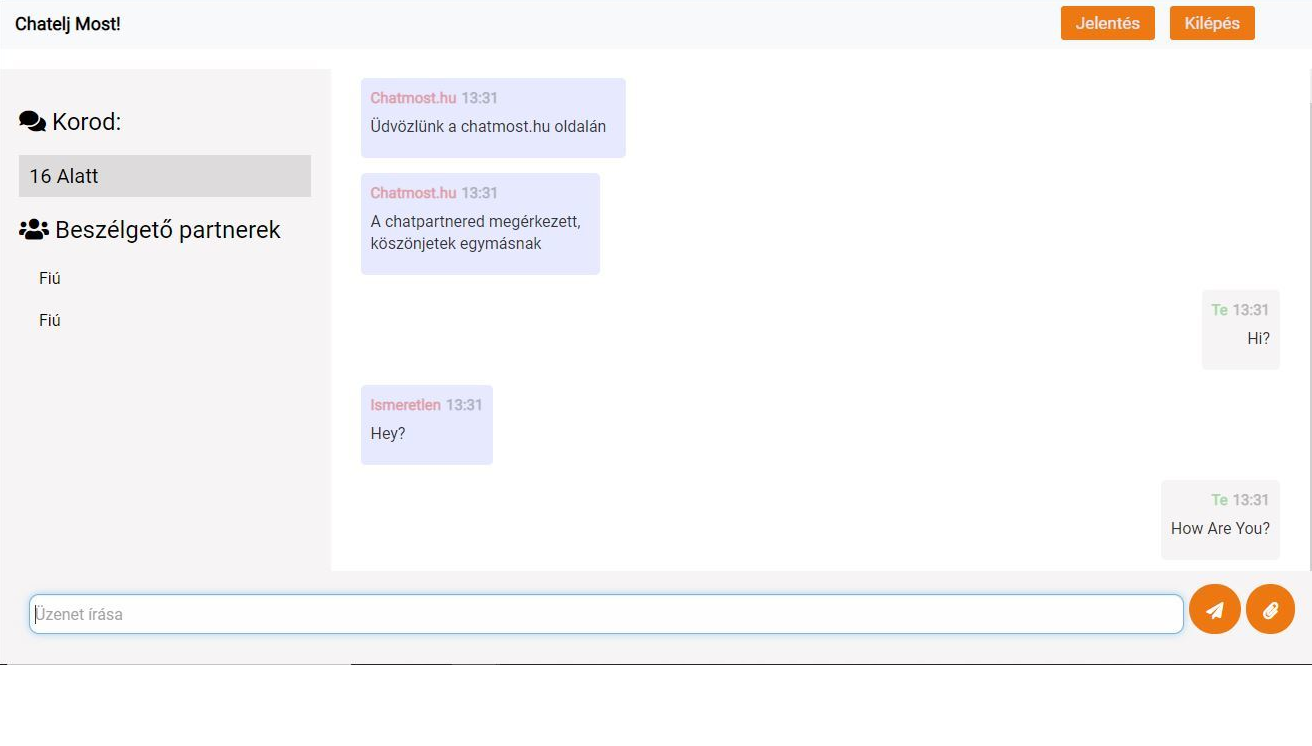 Chatelj Most!
Jelentés
Kilépés
Korod:
16 Alatt
Beszélgető partnerek
Fiú
Fiú
Chatmost.hu 13:31
Üdvözlünk a chatmost.hu oldalán
Chatmost.hu 13:31
A chatpartnered megérkezett,
köszönjetek egymásnak
Te 13:31
Hi?
Ismeretlen 13:31
Hey?
Te 13:31
How Are You?
Üzenet írása